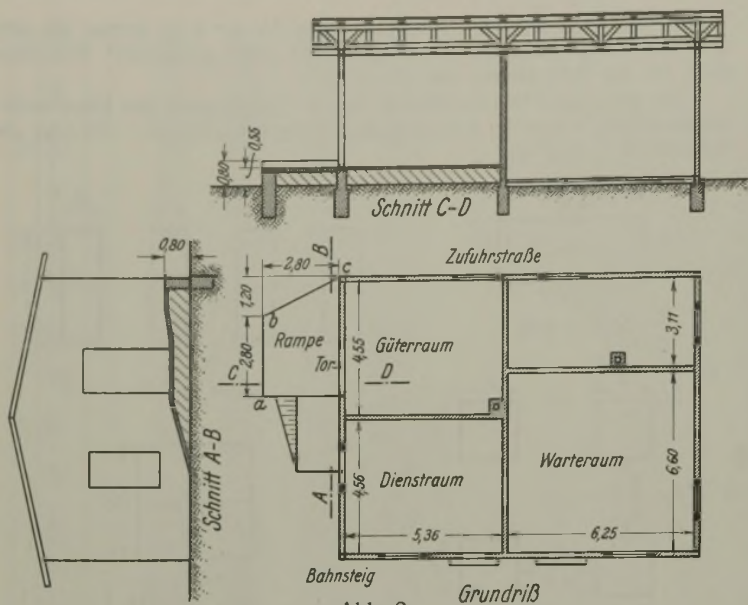 0,80
0,55
Schnitt C-D
0,80
Schnitt A-B
B
Zufuhrstraße
2,80
c
1,20
b
2,80
Rampe
Tor
C
D
a
4,55
Güterraum
3,11
A
4,56
Dienstraum
Warteraum
6,60
5,36
6,25
Bahnsteig
Grundriß